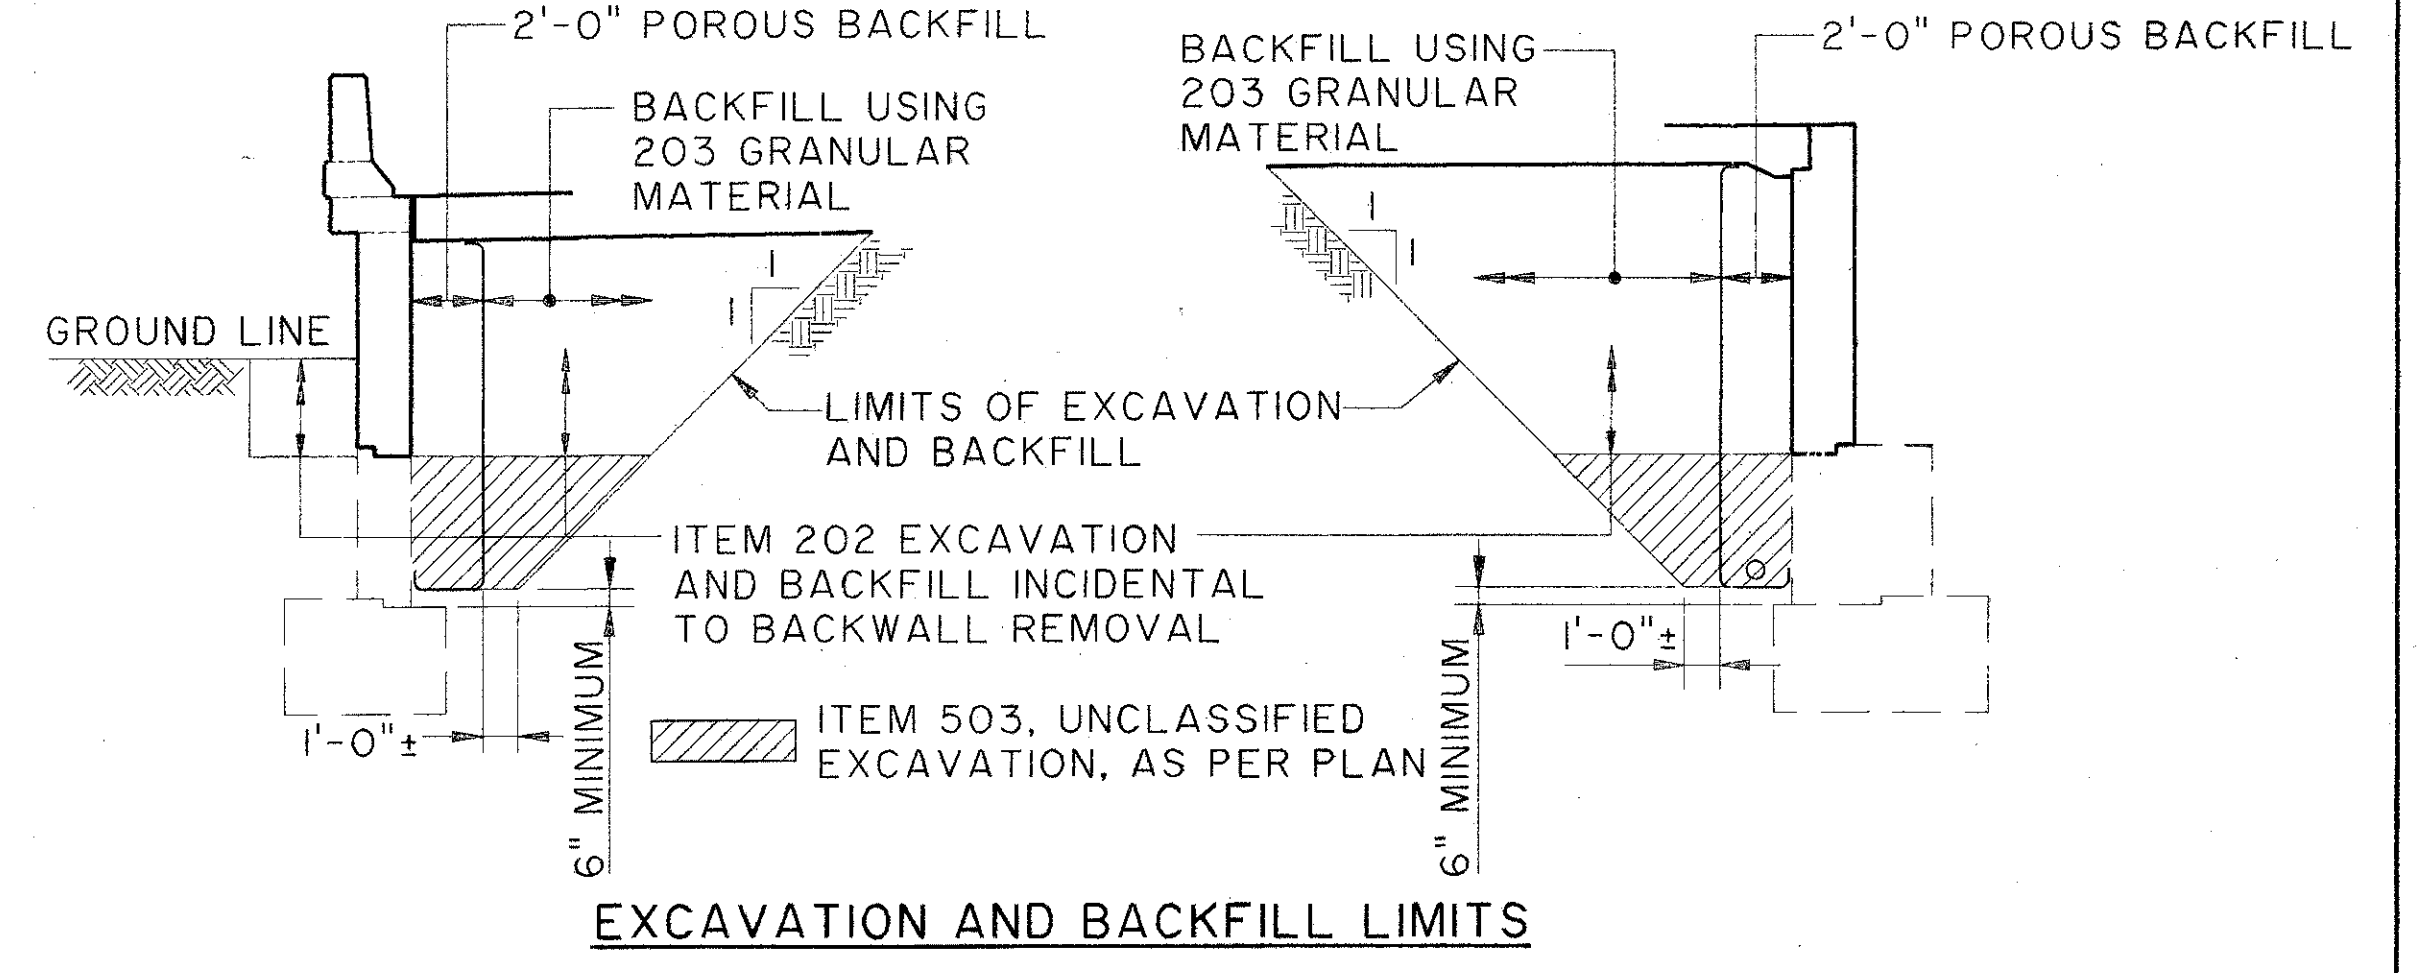 2'-0" POROUS BACKFILL
BACKFILL USING
203 GRANULAR
MATERIAL
BACKFILL USING
203 GRANULAR
MATERIAL
2'-0" POROUS BACKFILL
1
1
1
1
GROUND LINE
LIMITS OF EXCAVATION
AND BACKFILL
ITEM 202 EXCAVATION
AND BACKFILL INCIDENTAL
TO BACKWALL REMOVAL
1'-0"±
1'-0"±
6" MINIMUM
6" MINIMUM
ITEM 503, UNCLASSIFIED
EXCAVATION, AS PER PLAN
EXCAVATION AND BACKFILL LIMITS